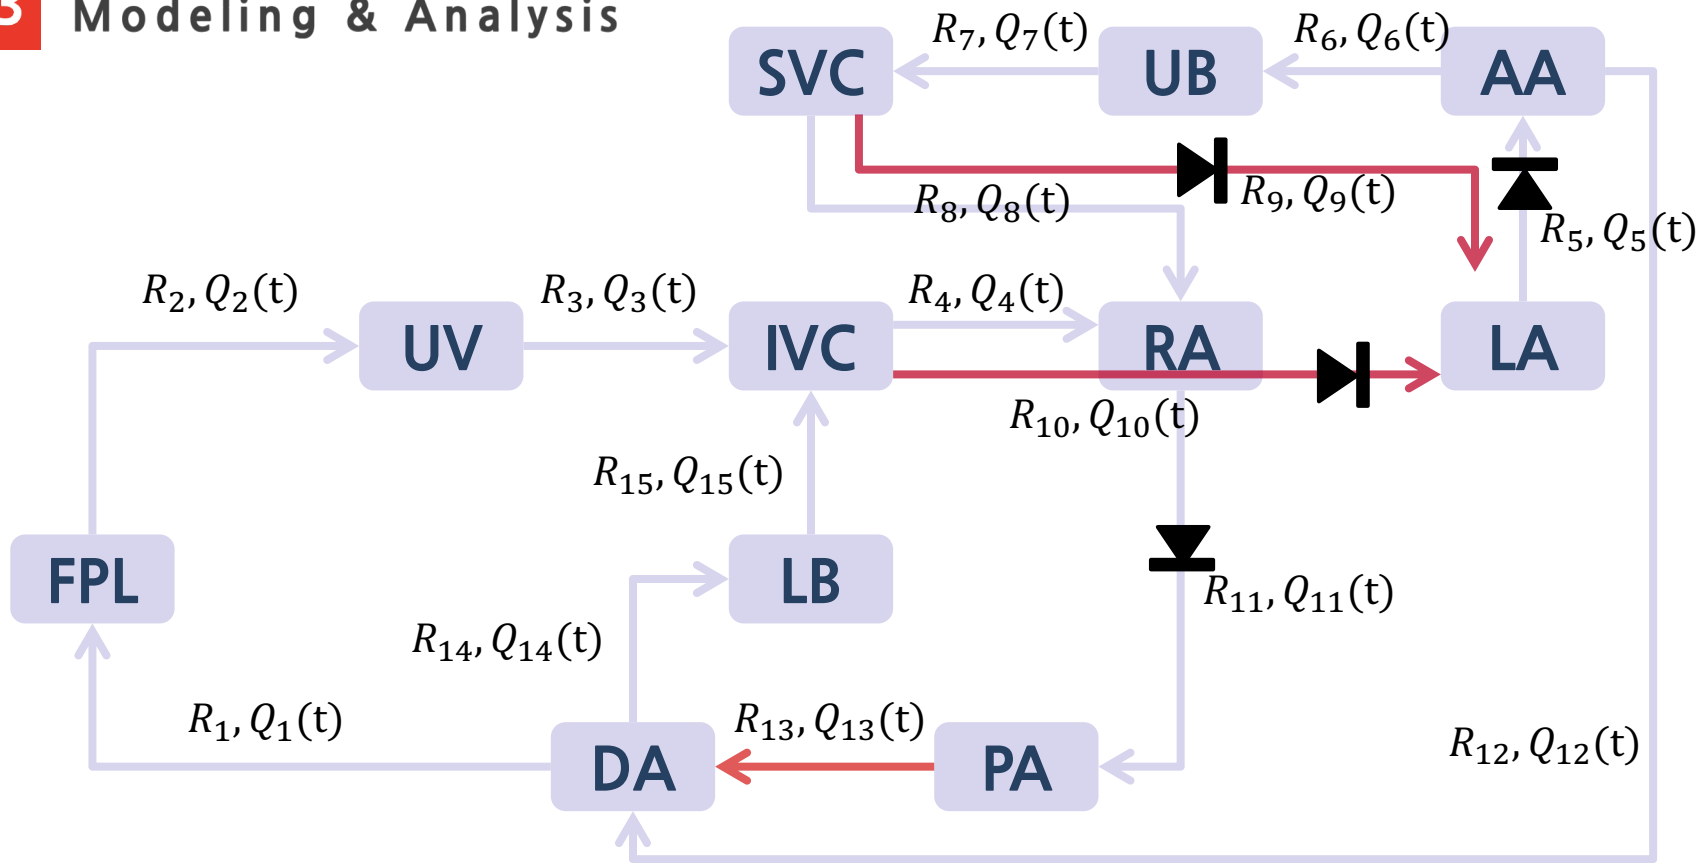 3 Modeling & Analysis
R₇, Q₇(t)
R₆, Q₆(t)
SVC
UB
AA
R₈, Q₈(t)
R₉, Q₉(t)
R₅, Q₅(t)
R₂, Q₂(t)
R₃, Q₃(t)
R₄, Q₄(t)
UV
IVC
RA
LA
R₁₀, Q₁₀(t)
R₁₅, Q₁₅(t)
FPL
LB
R₁₁, Q₁₁(t)
R₁₄, Q₁₄(t)
R₁, Q₁(t)
R₁₃, Q₁₃(t)
R₁₂, Q₁₂(t)
DA
PA